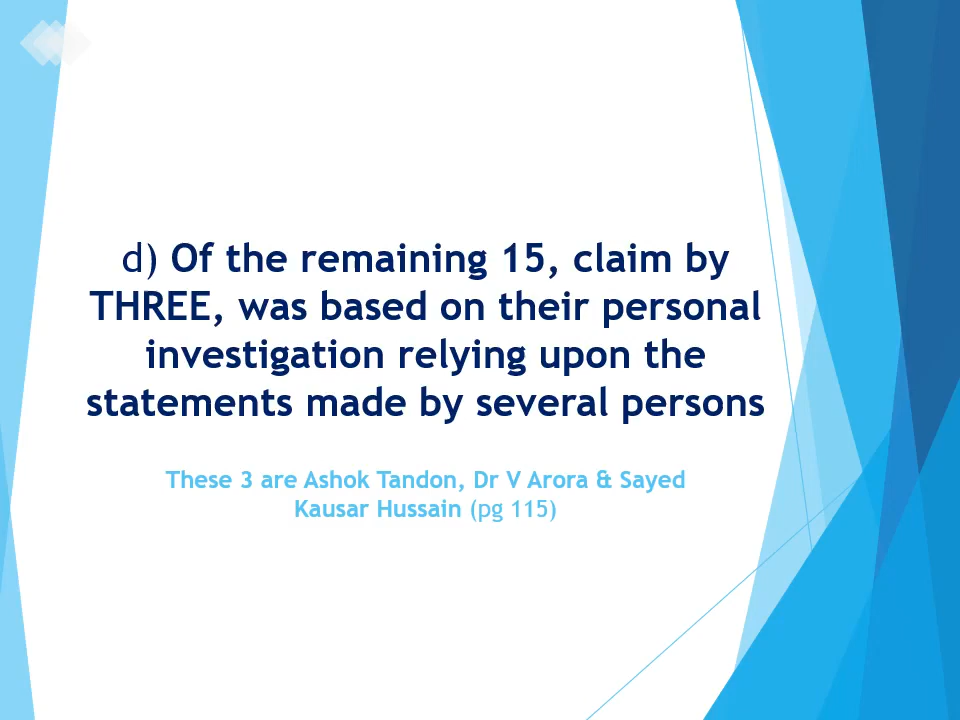 d) Of the remaining 15, claim by
THREE, was based on their personal
investigation relying upon the
statements made by several persons
These 3 are Ashok Tandon, Dr V Arora & Sayed
Kausar Hussain (pg 115)